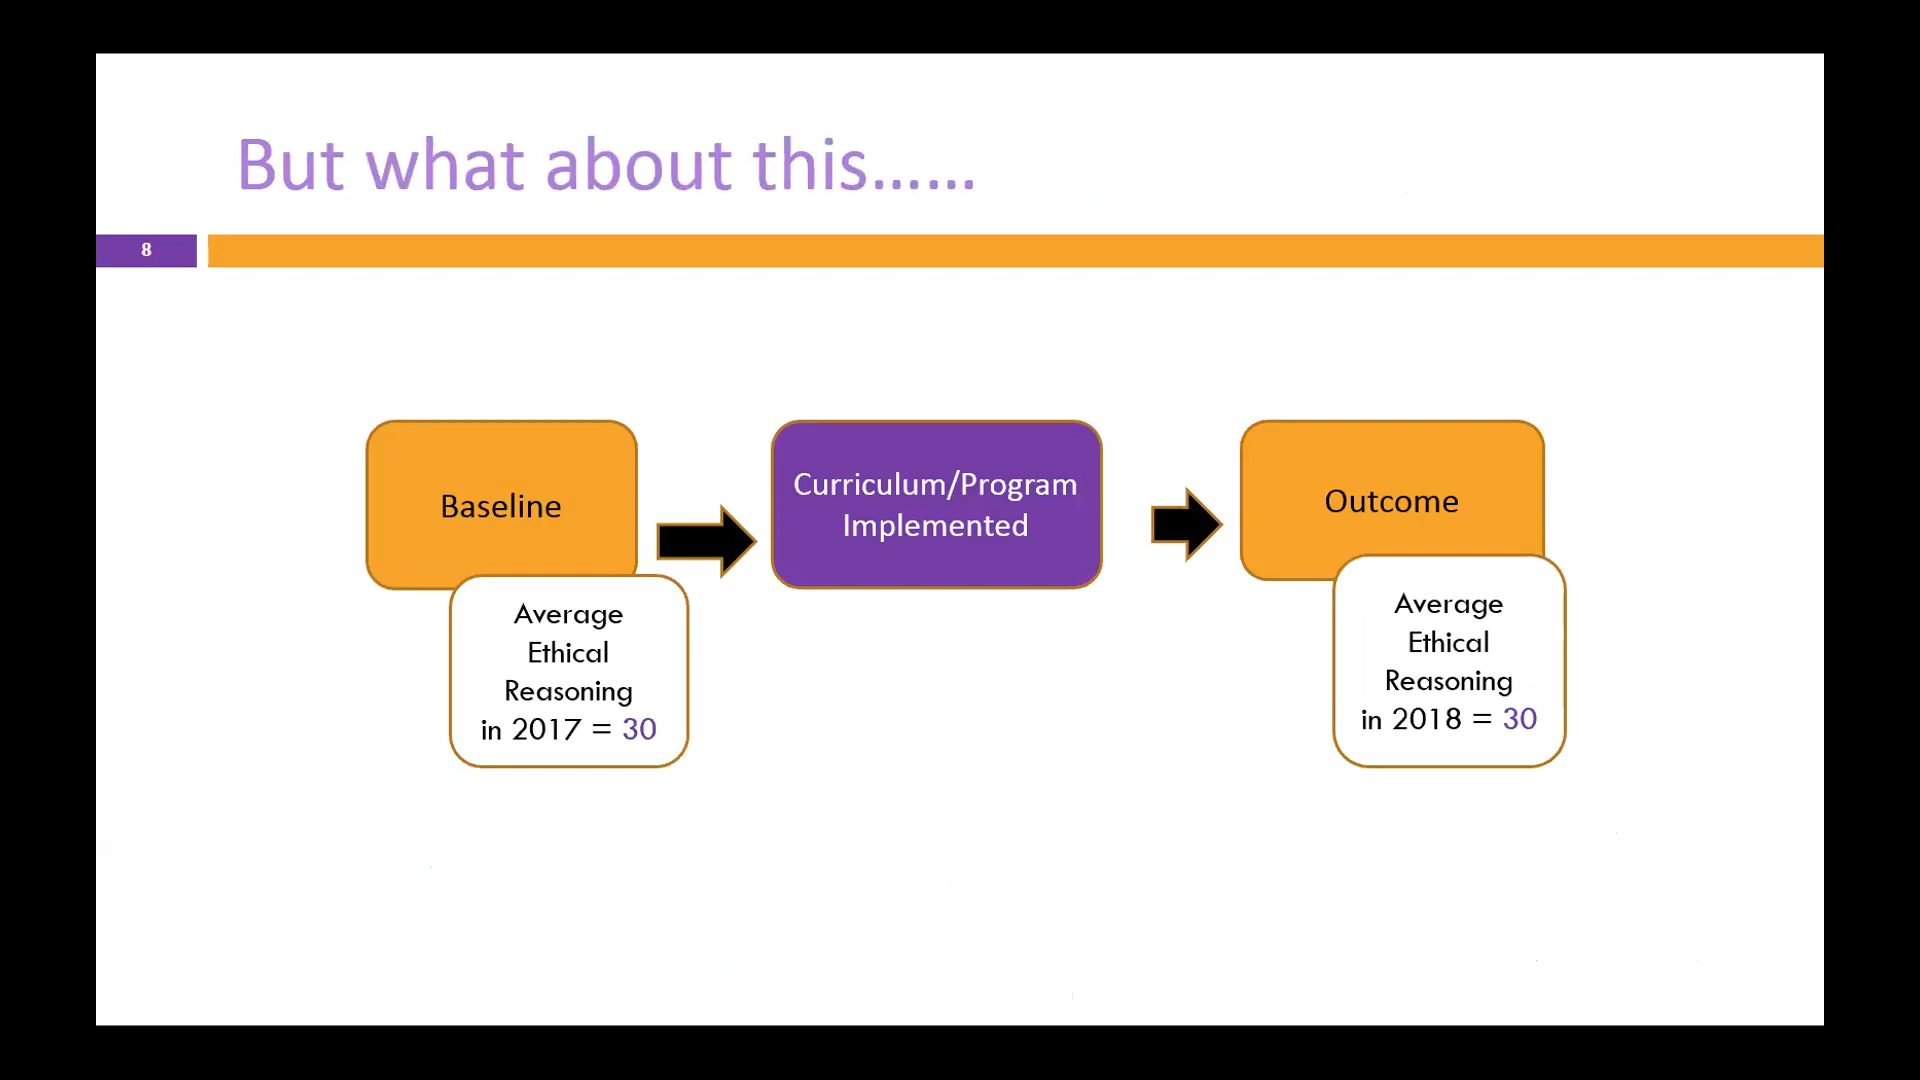 But what about this......
8
Baseline
Curriculum/Program
Implemented
Outcome
Average
Ethical
Reasoning
in 2017 = 30
Average
Ethical
Reasoning
in 2018 = 30